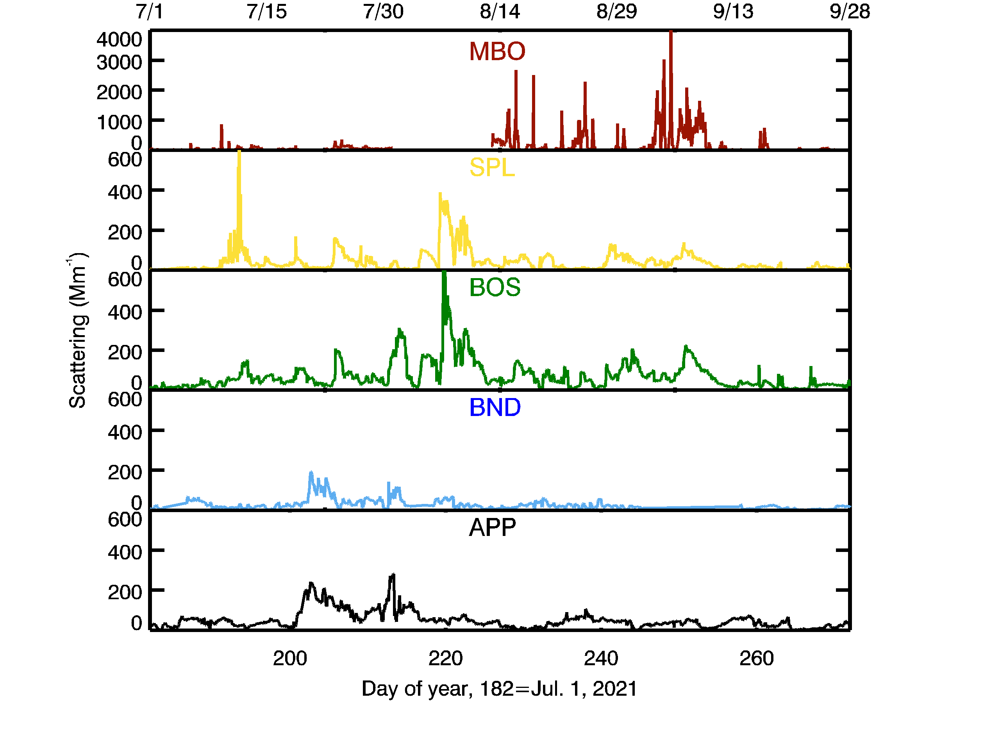 7/1 7/15 7/30 8/14 8/29 9/13 9/28
MBO
4000
3000
2000
1000
0
SPL
600
400
200
0
BOS
600
400
200
0
BND
600
400
200
0
APP
600
400
200
0
Scattering (Mm⁻¹)
200 220 240 260
Day of year, 182=Jul. 1, 2021